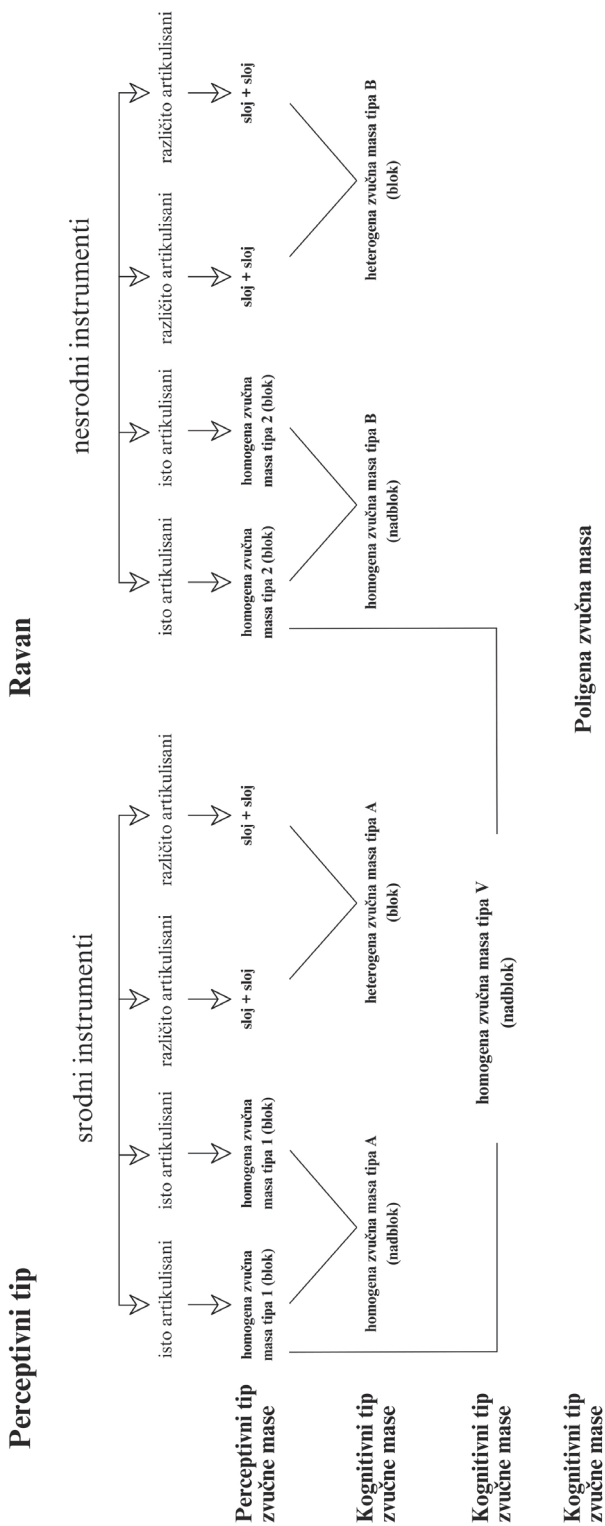 Perceptivni tip
Ravan
srodni instrumenti
nesrodni instrumenti
isto artikulisani
isto artikulisani
različito artikulisani
različito artikulisani
isto artikulisani
isto artikulisani
različito artikulisani
različito artikulisani
Perceptivni tip
zvučne mase
homogena zvučna
masa tipa 1 (blok)
homogena zvučna
masa tipa 1 (blok)
sloj + sloj
sloj + sloj
homogena zvučna
masa tipa 2 (blok)
homogena zvučna
masa tipa 2 (blok)
sloj + sloj
sloj + sloj
Kognitivni tip
zvučne mase
homogena zvučna masa tipa A
(nadblok)
heterogena zvučna masa tipa A
(blok)
homogena zvučna masa tipa B
(nadblok)
heterogena zvučna masa tipa B
(blok)
Kognitivni tip
zvučne mase
homogena zvučna masa tipa V
(nadblok)
Kognitivni tip
zvučne mase
Poligena zvučna masa